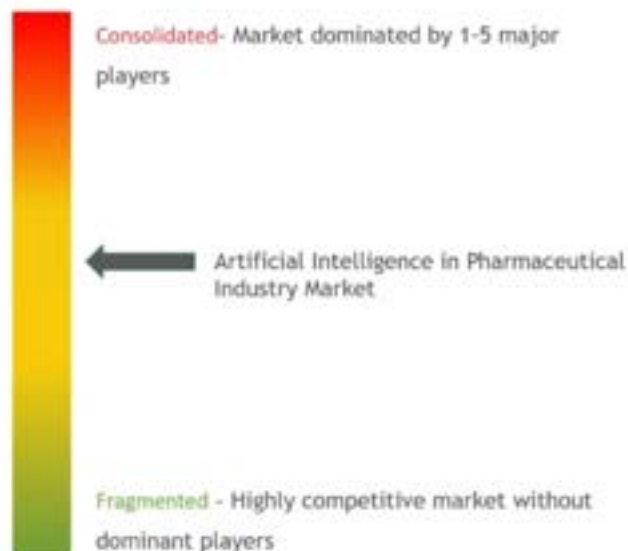 Consolidated- Market dominated by 1-5 major
players
Artificial Intelligence in Pharmaceutical
Industry Market
Fragmented - Highly competitive market without
dominant players